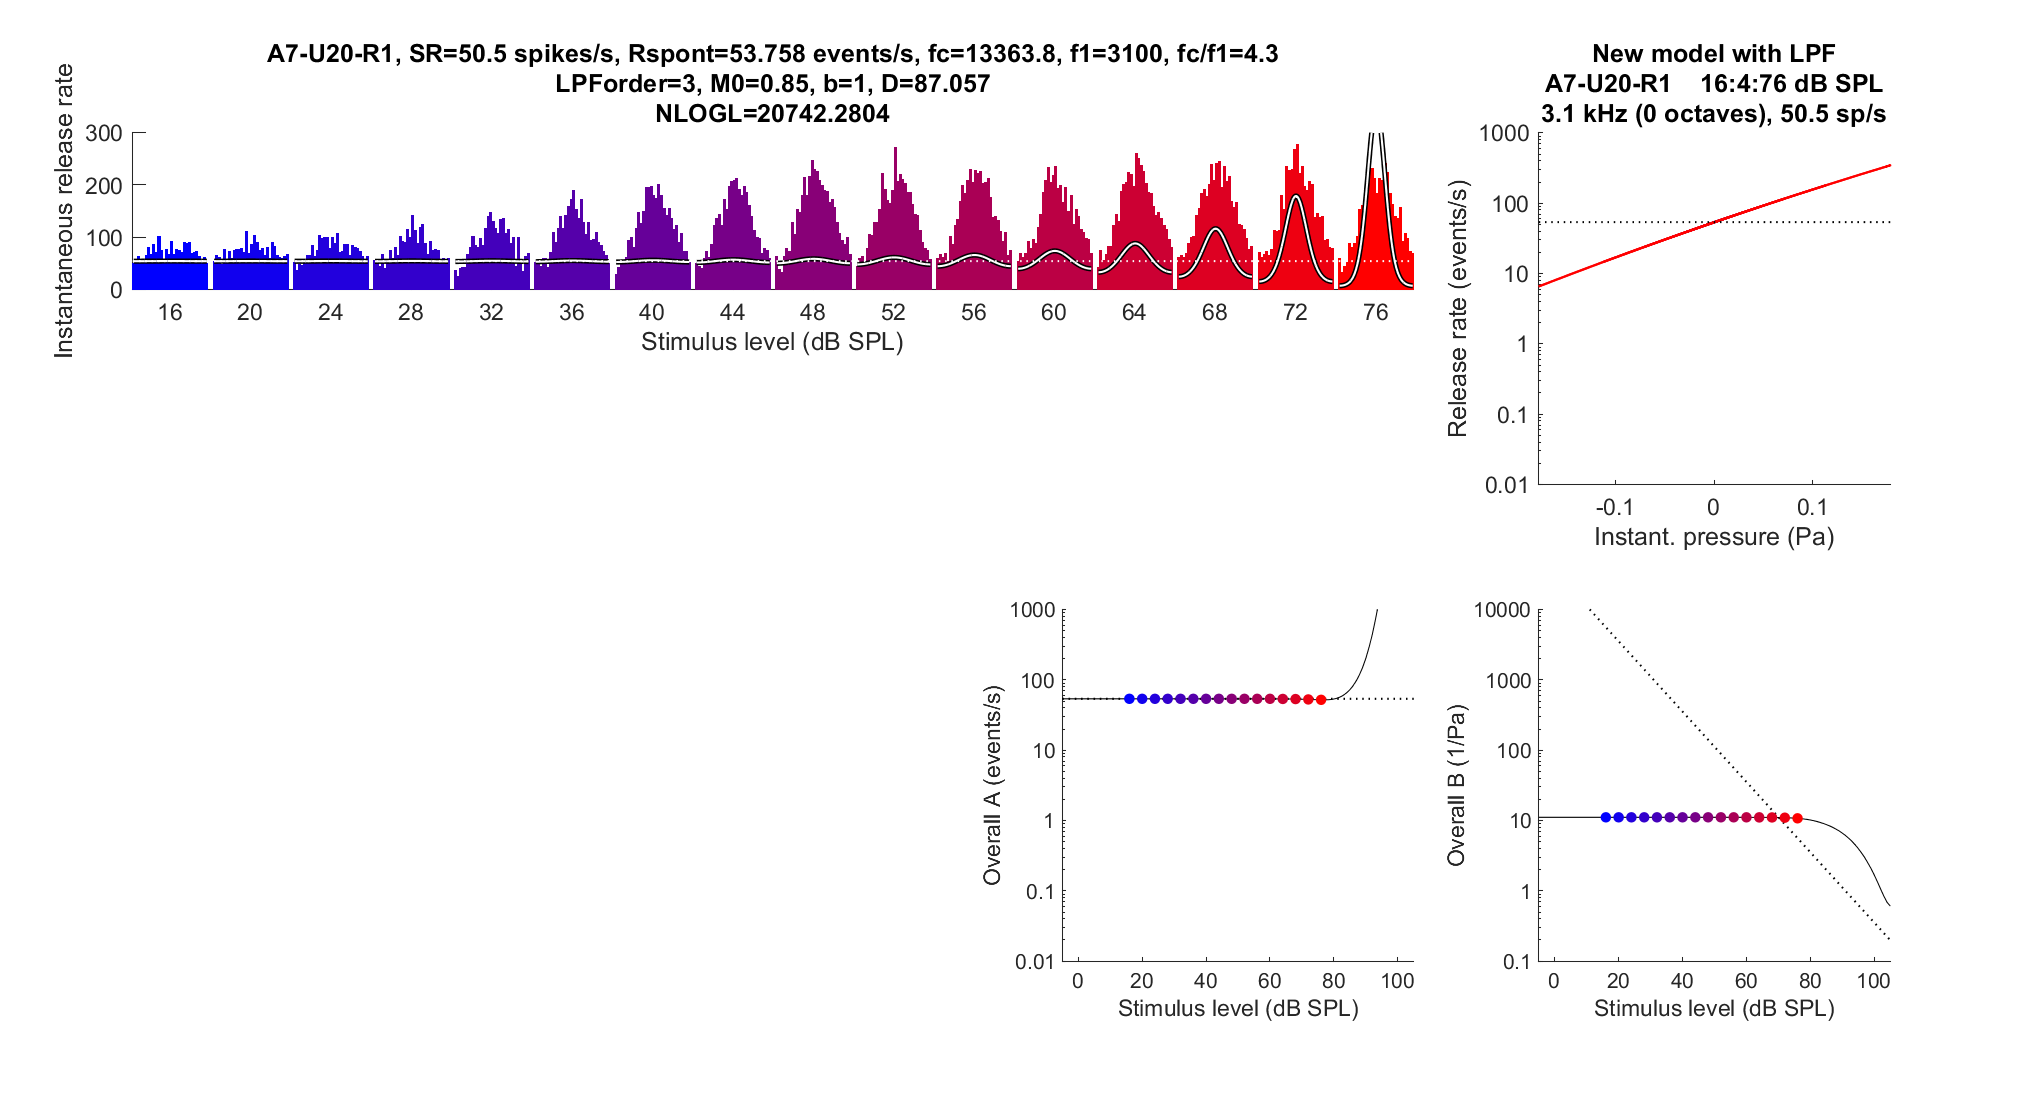 A7-U20-R1, SR=50.5 spikes/s, Rspont=53.758 events/s, fc=13363.8, f1=3100, fc/f1=4.3
LPForder=3, M0=0.85, b=1, D=87.057
NLOGL=20742.2804
Instantaneous release rate
300
200
100
0
16 20 24 28 32 36 40 44 48 52 56 60 64 68 72 76
Stimulus level (dB SPL)
New model with LPF
A7-U20-R1 16:4:76 dB SPL
3.1 kHz (0 octaves), 50.5 sp/s
Release rate (events/s)
1000
100
10
1
0.1
0.01
-0.1 0 0.1
Instant. pressure (Pa)
Overall A (events/s)
1000
100
10
1
0.1
0.01
0 20 40 60 80 100
Stimulus level (dB SPL)
Overall B (1/Pa)
10000
1000
100
10
1
0.1
0 20 40 60 80 100
Stimulus level (dB SPL)